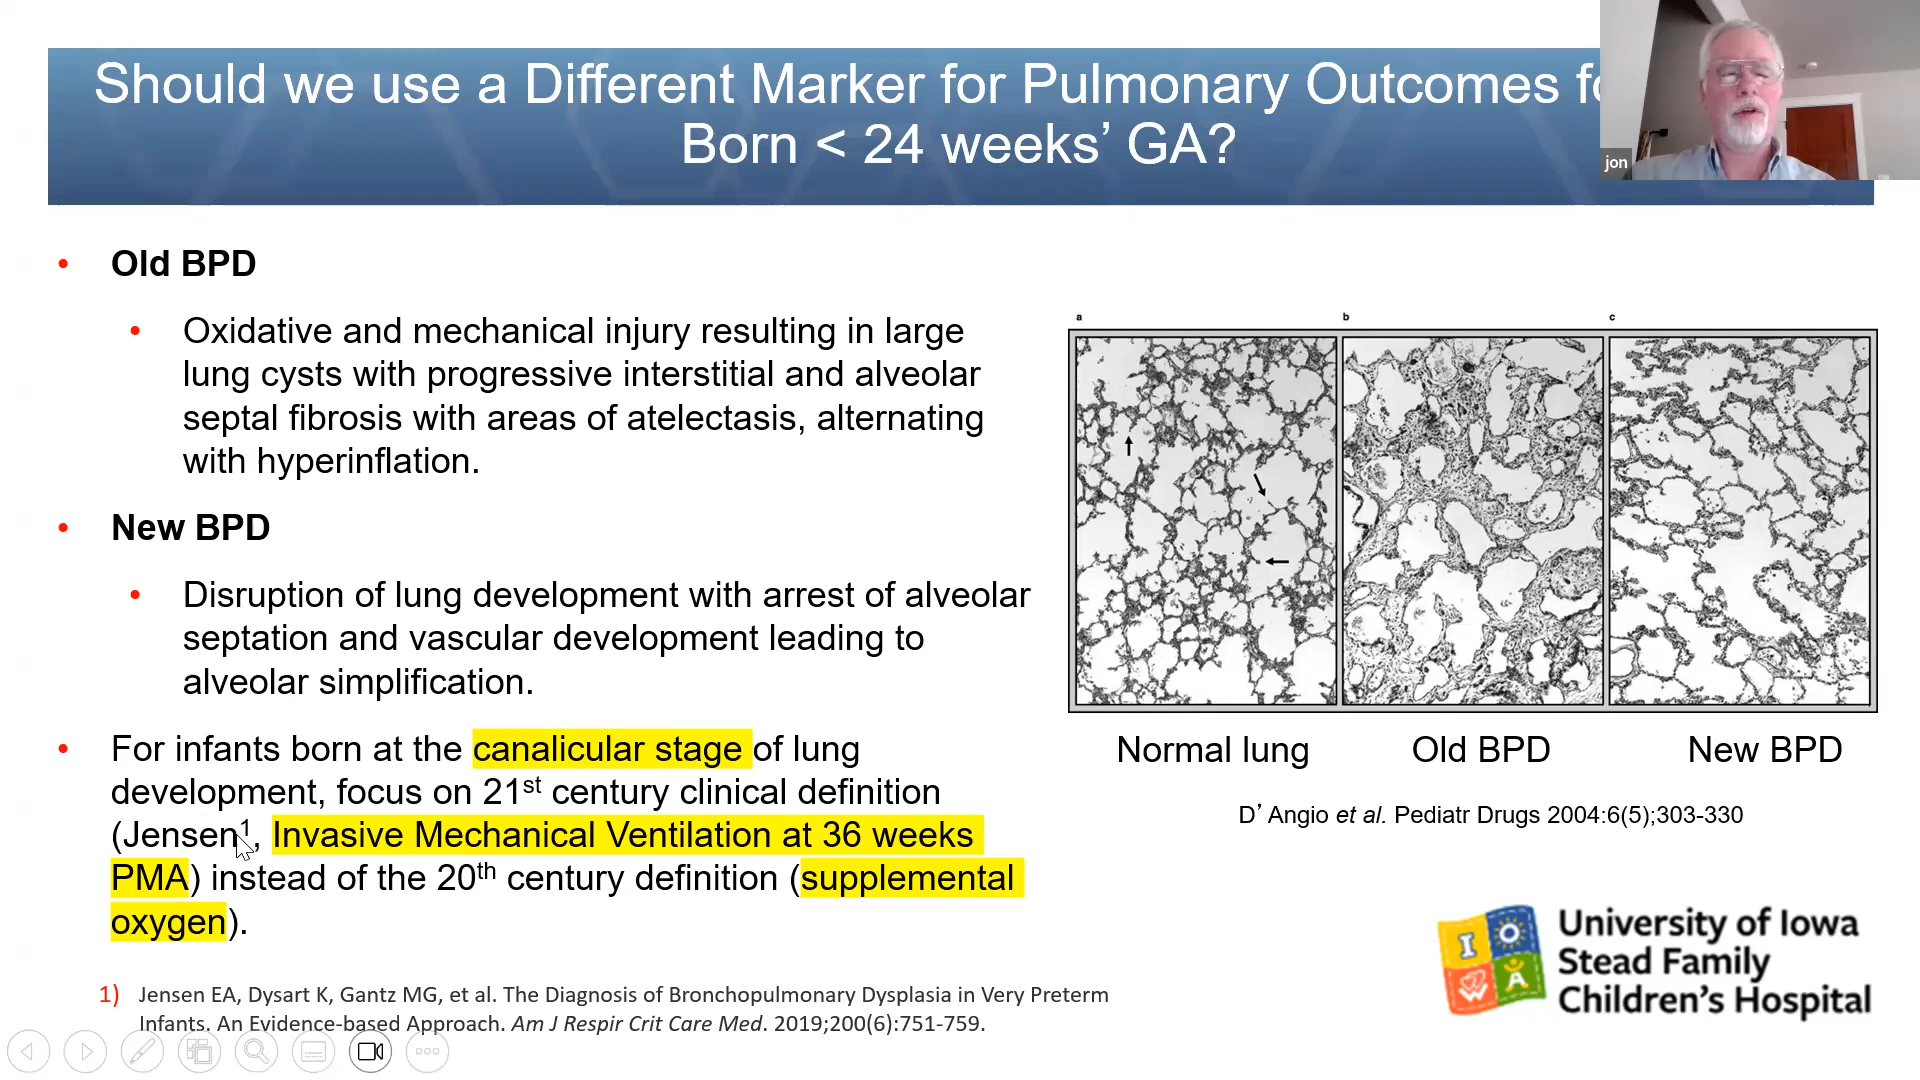 Should we use a Different Marker for Pulmonary Outcomes fo
Born < 24 weeks’ GA?
jon
• Old BPD
• Oxidative and mechanical injury resulting in large
lung cysts with progressive interstitial and alveolar
septal fibrosis with areas of atelectasis, alternating
with hyperinflation.
• New BPD
• Disruption of lung development with arrest of alveolar
septation and vascular development leading to
alveolar simplification.
• For infants born at the canalicular stage of lung
development, focus on 21st century clinical definition
(Jensen1, Invasive Mechanical Ventilation at 36 weeks
PMA) instead of the 20th century definition (supplemental
oxygen).
a b c
Normal lung Old BPD New BPD
D’ Angio et al. Pediatr Drugs 2004:6(5);303-330
1) Jensen EA, Dysart K, Gantz MG, et al. The Diagnosis of Bronchopulmonary Dysplasia in Very Preterm
Infants. An Evidence-based Approach. Am J Respir Crit Care Med. 2019;200(6):751-759.
I O W A
University of Iowa
Stead Family
Children’s Hospital